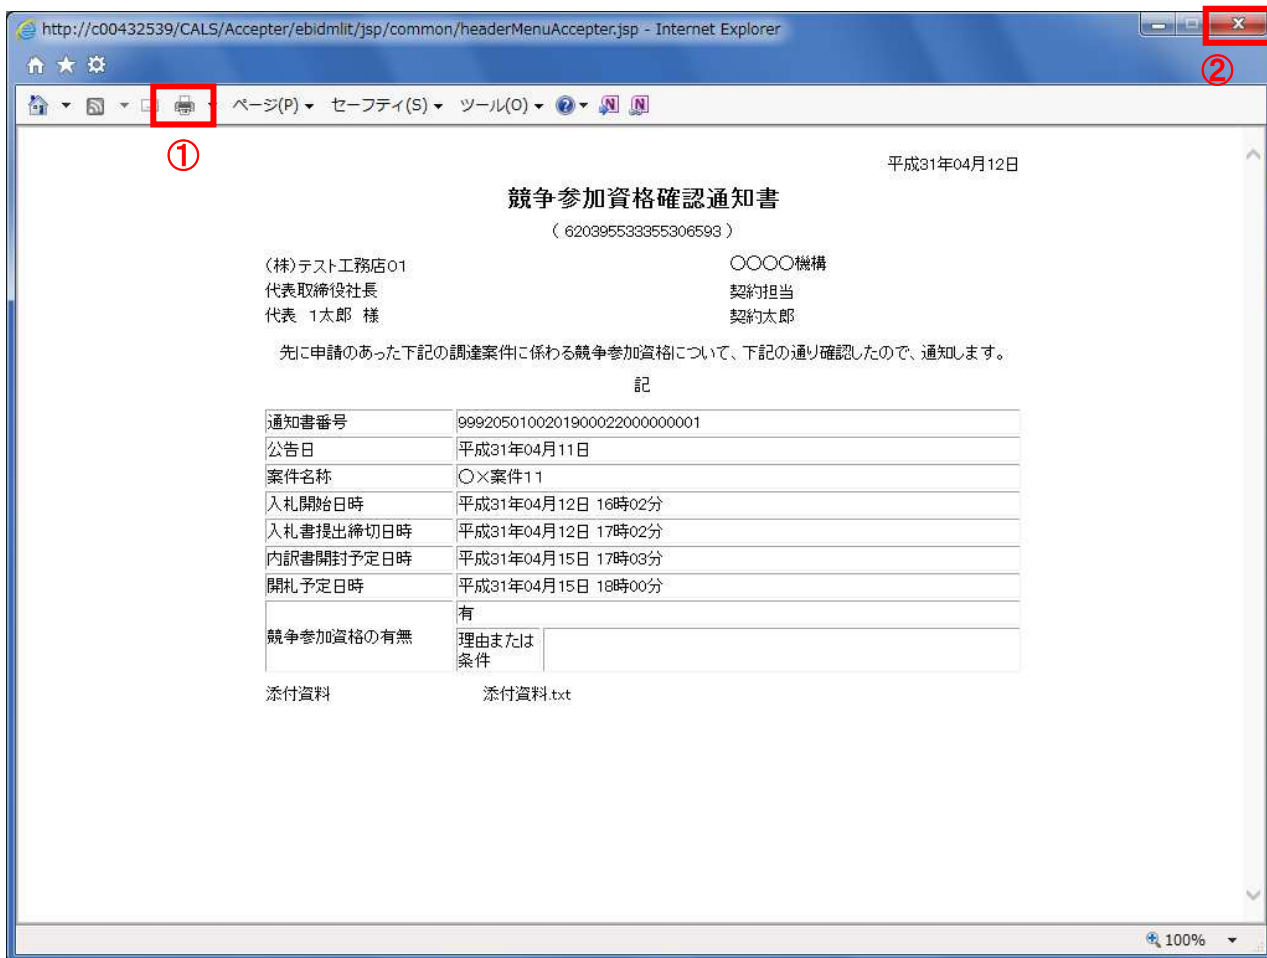 http://c00432539/CALS/Accepter/ebidmlit/jsp/common/headerMenuAccepter.jsp - Internet Explorer
X
②
ページ(P) セーフティ(S) ツール(O)
①
平成31年04月12日
競争参加資格確認通知書
( 620395533355306593 )
(株)テスト工務店01 〇〇〇〇機構
代表取締役社長 契約担当
代表 1太郎 様 契約太郎
先に申請のあった下記の調達案件に係わる競争参加資格について、下記の通り確認したので、通知します。
記
通知書番号 99920501002019000220000000001
公告日 平成31年04月11日
案件名称 〇×案件11
入札開始日時 平成31年04月12日 16時02分
入札書提出締切日時 平成31年04月12日 17時02分
内訳書開封予定日時 平成31年04月15日 17時03分
開札予定日時 平成31年04月15日 18時00分
競争参加資格の有無 有
理由または
条件
添付資料 添付資料.txt
100%